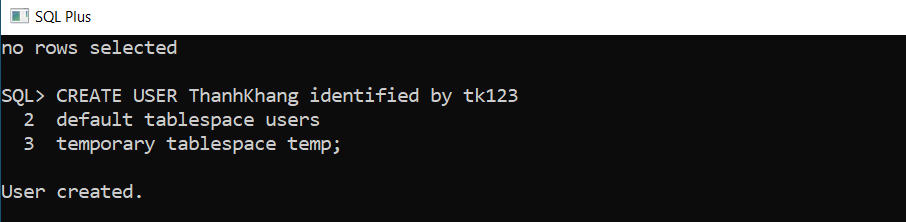 SQL Plus
no rows selected
SQL> CREATE USER ThanhKhang identified by tk123
2 default tablespace users
3 temporary tablespace temp;
User created.